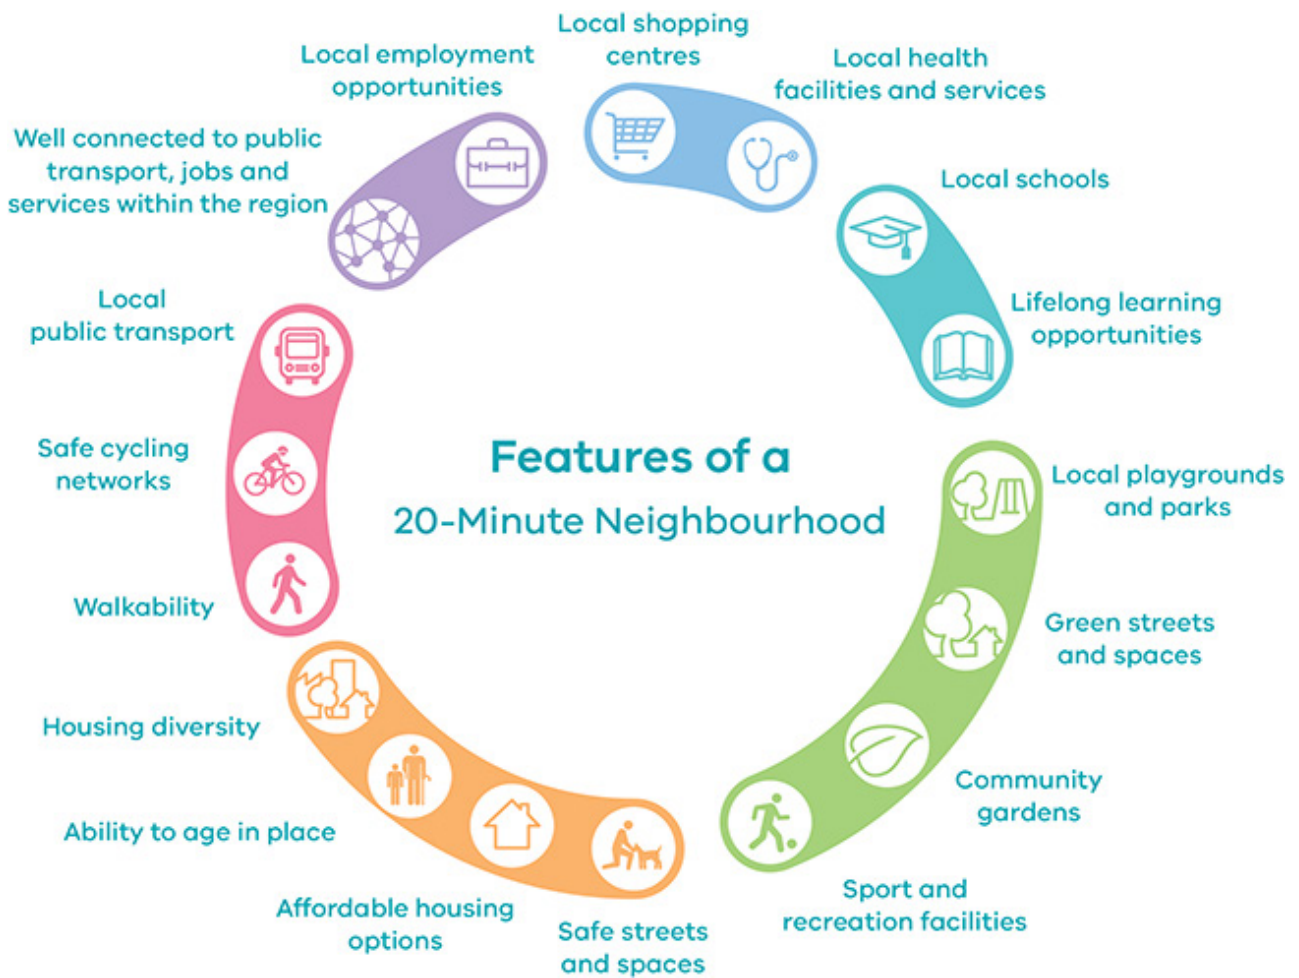 Local shopping
centres
Local employment
opportunities
Local health
facilities and services
Well connected to public
transport, jobs and
services within the region
Local schools
Local
public transport
Lifelong learning
opportunities
Safe cycling
networks
Features of a
20-Minute Neighbourhood
Local playgrounds
and parks
Walkability
Green streets
and spaces
Housing diversity
Community
gardens
Ability to age in place
Sport and
recreation facilities
Affordable housing
options
Safe streets
and spaces